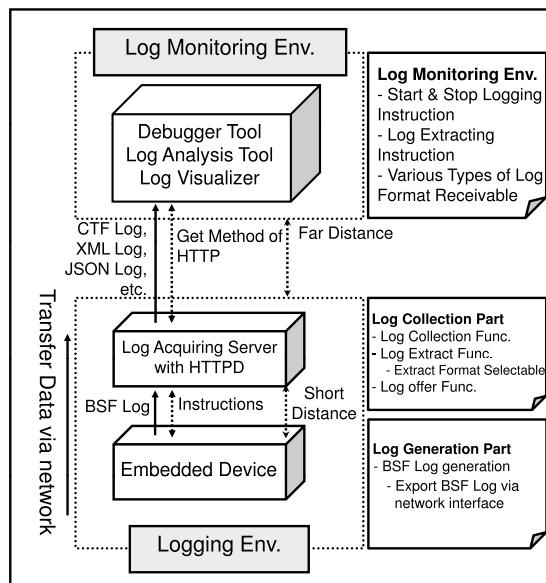 Log Monitoring Env.
Debugger Tool
Log Analysis Tool
Log Visualizer
Log Monitoring Env.
- Start & Stop Logging
Instruction
- Log Extracting
Instruction
- Various Types of Log
Format Receivable
CTF Log,
XML Log,
JSON Log,
etc.
Get Method of
HTTP
Far Distance
Transfer Data via network
Log Acquiring Server
with HTTPD
Log Collection Part
- Log Collection Func.
- Log Extract Func.
- Extract Format Selectable
- Log offer Func.
BSF Log
Instructions
Short
Distance
Embedded Device
Log Generation Part
- BSF Log generation
- Export BSF Log via
network interface
Logging Env.